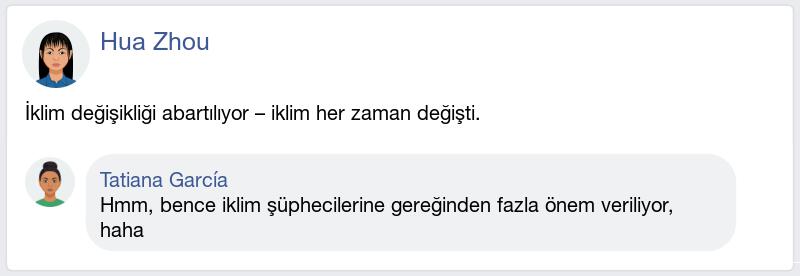 Hua Zhou
İklim değişikliği abartılıyor – iklim her zaman değişti.
Tatiana García
Hmm, bence iklim şüphecilerine gereğinden fazla önem veriliyor,
haha